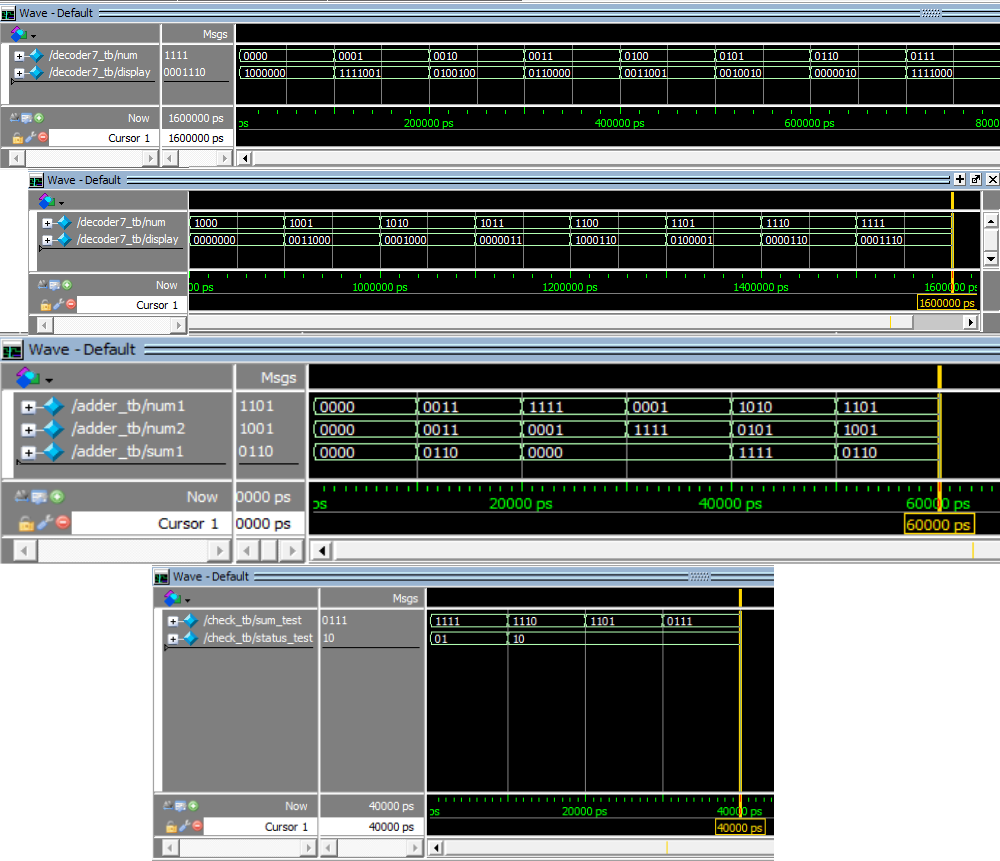 Wave - Default
Msgs
/decoder7_tb/num 1111 0000 0001 0010 0011 0100 0101 0110 0111
/decoder7_tb/display 0001110 1000000 1111001 0100100 0110000 0011001 0010010 0000010 1111000
Now 1600000 ps ps 200000 ps 400000 ps 600000 ps 8000
Cursor 1 1600000 ps
Wave - Default
/decoder7_tb/num 1000 1001 1010 1011 1100 1101 1110 1111
/decoder7_tb/display 0000000 0011000 0001000 0000011 1000110 0100001 0000110 0001110
Now 00 ps 1000000 ps 1200000 ps 1400000 ps 1600000 ps
Cursor 1 1600000 ps
Wave - Default
Msgs
/adder_tb/num1 1101 0000 0011 1111 0001 1010 1101
/adder_tb/num2 1001 0000 0011 0001 1111 0101 1001
/adder_tb/sum1 0110 0000 0110 0000 1111 0110
Now 0000 ps ps 20000 ps 40000 ps 60000 ps
Cursor 1 0000 ps 60000 ps
Wave - Default
Msgs
/check_tb/sum_test 0111 1111 1110 1101 0111
/check_tb/status_test 10 01 10
Now 40000 ps ps 20000 ps 40000 ps
Cursor 1 40000 ps 40000 ps